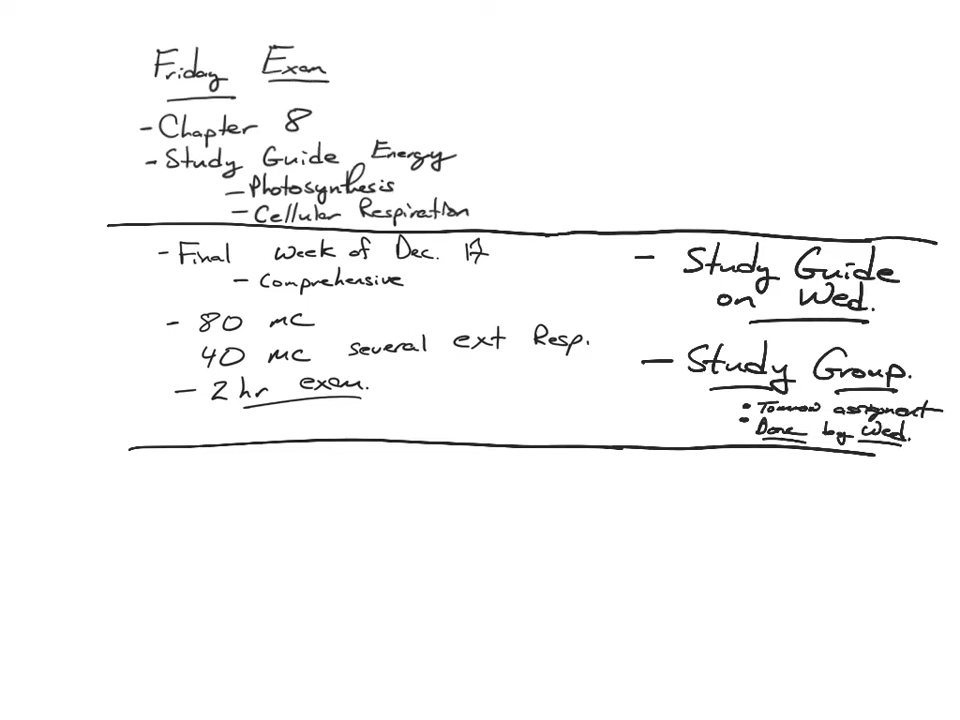 Friday Exam
- Chapter 8
- Study Guide Energy
- Photosynthesis
- Cellular Respiration
- Final week of Dec. 17
- Comprehensive
- 80 mc
40 mc several ext Resp.
- 2 hr exam.
- Study Guide
on Wed.
- Study Group.
• Tomrow assignment
• Done by Wed.